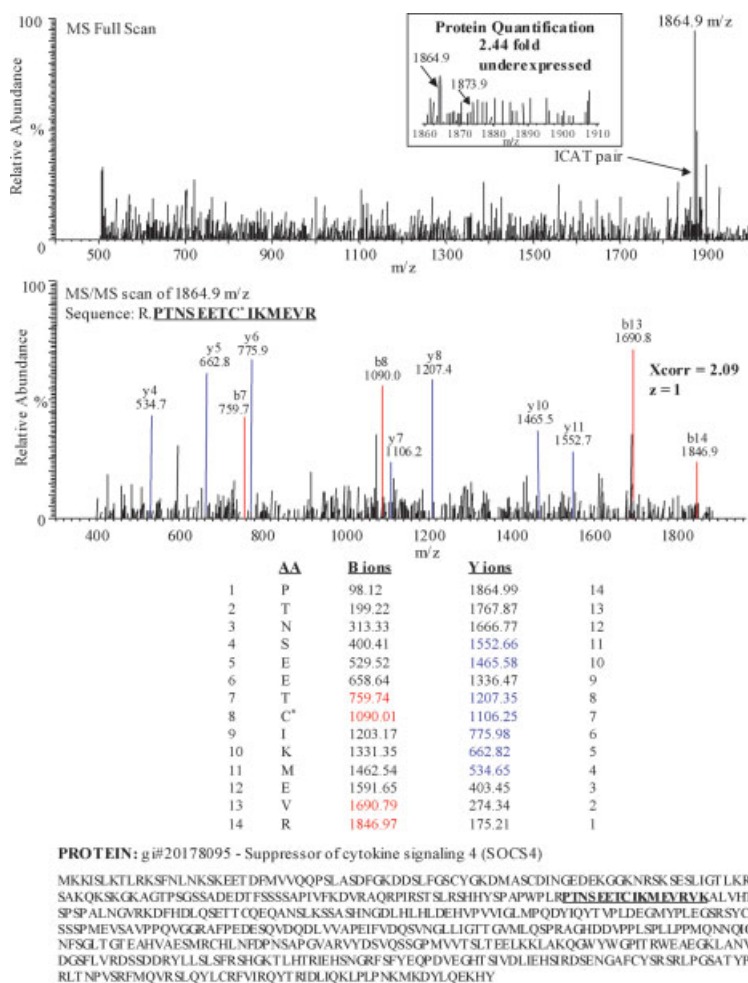 MS Full Scan
1864.9 m/z
Protein Quantification
2.44 fold
underexpressed
1864.9
1873.9
1860 1870 1880 1890 1900 1910
m/z
ICAT pair
Relative Abundance
100
%
0
500 700 900 1100 1300 1500 1700 1900
m/z
MS/MS scan of 1864.9 m/z
Sequence: R.PTNSEETC*IKMEVR
Relative Abundance
100
%
0
y4
534.7
y5
662.8
b7
759.7
y6
775.9
b8
1090.0
y7
1106.2
y8
1207.4
y10
1465.5
y11
1552.7
b13
1690.8
b14
1846.9
Xcorr = 2.09
z = 1
400 600 800 1000 1200 1400 1600 1800
m/z
AA B ions Y ions
1 P 98.12 1864.99 14
2 T 199.22 1767.87 13
3 N 313.33 1666.77 12
4 S 400.41 1552.66 11
5 E 529.52 1465.58 10
6 E 658.64 1336.47 9
7 T 759.74 1207.35 8
8 C* 1090.01 1106.25 7
9 I 1203.17 775.98 6
10 K 1331.35 662.82 5
11 M 1462.54 534.65 4
12 E 1591.65 403.45 3
13 V 1690.79 274.34 2
14 R 1846.97 175.21 1
PROTEIN: gi#20178095 - Suppressor of cytokine signaling 4 (SOCS4)
MKKISLKTLRKSFNLNKSKEETDFMVVQQPSLASDFGKDDSLFGSCYGKDMASCDINGEDEKGGKNRSKSESLIGTLKR
SAKQKSKGKAGTPSGSSADEDTFSSSSAPIVFKDVRAQRPIRSTSLRSHHYSPAPWPLRPTNSEETCIKMEVRVKALVH
SPSPALNGVRKDFHDLQSETTCQEQANSLKSSASHNGDLHLHLDEHVPVVIGLMPQDYIQYTVPLDEGMYPLEGSRSYC
SSSPMEVSAVPPQVGGRAFPEDESQVDQDLVVAPEIFVDQSVNGLLIGTTGVMLQSPRAGHDDVPPLSPLLPPMQNNQI
NFSGLTGTEAHVAESMRCHLNFDPNSAPGVARVYDSVQSSGPMVVTSLTEELKKLAKQGWYWGPITRWEAEGKLANV
DGSFLVRDSSDDRYLLSLSFRSHGKTLHTRIEHSNGRFSFYEQPDVEGHTSIVDLIEHSIRDSENGAFCYSRSRLPGSATYP
RLTNPVSRFMQVRSLQYLCRFVIRQYTRIDLIQKLPLPNKMKDYLQEKHY